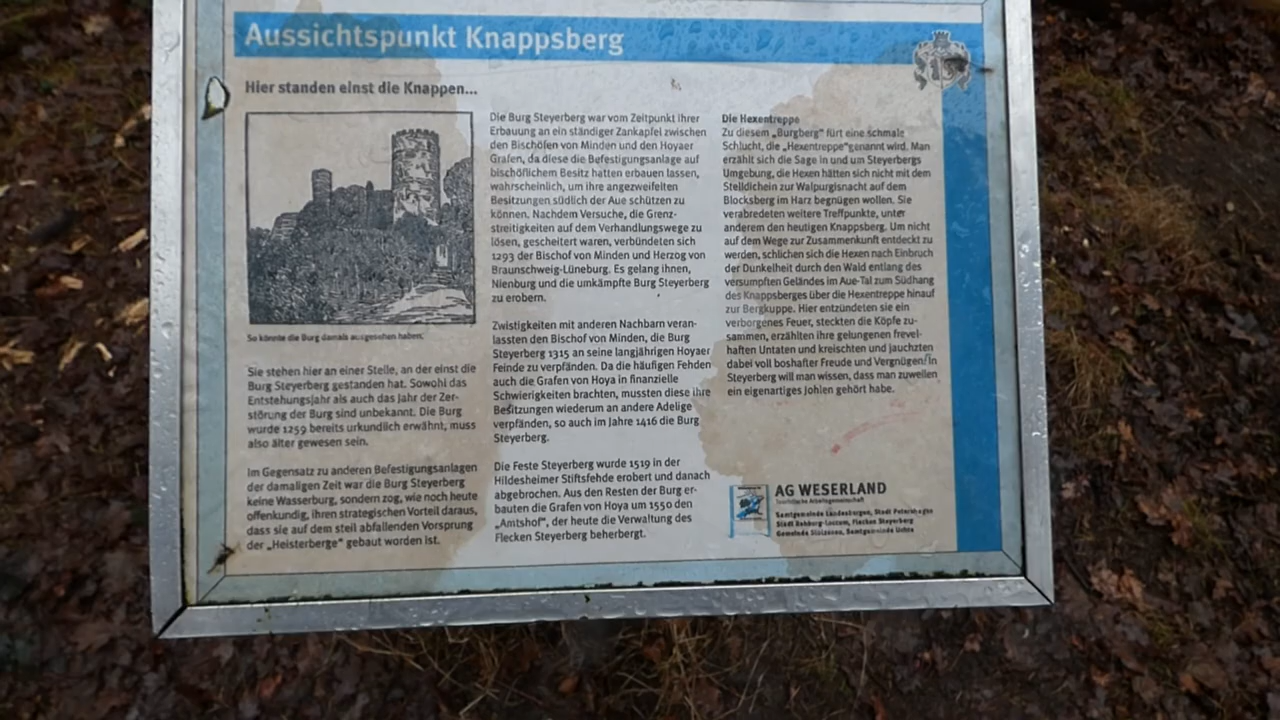 Aussichtspunkt Knappsberg
Hier standen einst die Knappen...
So könnte die Burg damals ausgesehen haben.
Sie stehen hier an einer Stelle, an der einst die
Burg Steyerberg gestanden hat. Sowohl das
Entstehungsjahr als auch das Jahr der Zer-
störung der Burg sind unbekannt. Die Burg
wurde 1259 bereits urkundlich erwähnt, muss
also älter gewesen sein.
Im Gegensatz zu anderen Befestigungsanlagen
der damaligen Zeit war die Burg Steyerberg
keine Wasserburg, sondern zog, wie noch heute
offenkundig, ihren strategischen Vorteil daraus,
dass sie auf dem steil abfallenden Vorsprung
der „Heisterberge" gebaut worden ist.
Die Burg Steyerberg war vom Zeitpunkt ihrer
Erbauung an ein ständiger Zankapfel zwischen
den Bischöfen von Minden und den Hoyaer
Grafen, da diese die Befestigungsanlage auf
bischöflichem Besitz hatten erbauen lassen,
wahrscheinlich, um ihre angezweifelten
Besitzungen südlich der Aue schützen zu
können. Nachdem Versuche, die Grenz-
streitigkeiten auf dem Verhandlungswege zu
lösen, gescheitert waren, verbündeten sich
1293 der Bischof von Minden und Herzog von
Braunschweig-Lüneburg. Es gelang ihnen,
Nienburg und die umkämpfte Burg Steyerberg
zu erobern.
Zwistigkeiten mit anderen Nachbarn veran-
lassten den Bischof von Minden, die Burg
Steyerberg 1315 an seine langjährigen Hoyaer
Feinde zu verpfänden. Da die häufigen Fehden
auch die Grafen von Hoya in finanzielle
Schwierigkeiten brachten, mussten diese ihre
Besitzungen wiederum an andere Adelige
verpfänden, so auch im Jahre 1416 die Burg
Steyerberg.
Die Feste Steyerberg wurde 1519 in der
Hildesheimer Stiftsfehde erobert und danach
abgebrochen. Aus den Resten der Burg er-
bauten die Grafen von Hoya um 1550 den
„Amtshof", der heute die Verwaltung des
Flecken Steyerberg beherbergt.
Die Hexentreppe
Zu diesem „Burgberg" fürt eine schmale
Schlucht, die „Hexentreppe"genannt wird. Man
erzählt sich die Sage in und um Steyerbergs
Umgebung, die Hexen hätten sich nicht mit dem
Stelldichein zur Walpurgisnacht auf dem
Blocksberg im Harz begnügen wollen. Sie
verabredeten weitere Treffpunkte, unter
anderem den heutigen Knappsberg. Um nicht
auf dem Wege zur Zusammenkunft entdeckt zu
werden, schlichen sich die Hexen nach Einbruch
der Dunkelheit durch den Wald entlang des
versumpften Geländes im Aue-Tal zum Südhang
des Knappsberges über die Hexentreppe hinauf
zur Bergkuppe. Hier entzündeten sie ein
verborgenes Feuer, steckten die Köpfe zu-
sammen, erzählten ihre gelungenen frevel-
haften Untaten und kreischten und jauchzten
dabei voll boshafter Freude und Vergnügen. In
Steyerberg will man wissen, dass man zuweilen
ein eigenartiges Johlen gehört habe.
AG WESERLAND
Touristische Arbeitsgemeinschaft
Samtgemeinde Landesbergen, Stadt Petershagen
Stadt Rehburg-Loccum, Flecken Steyerberg
Gemeinde Stolzenau, Samtgemeinde Uchte